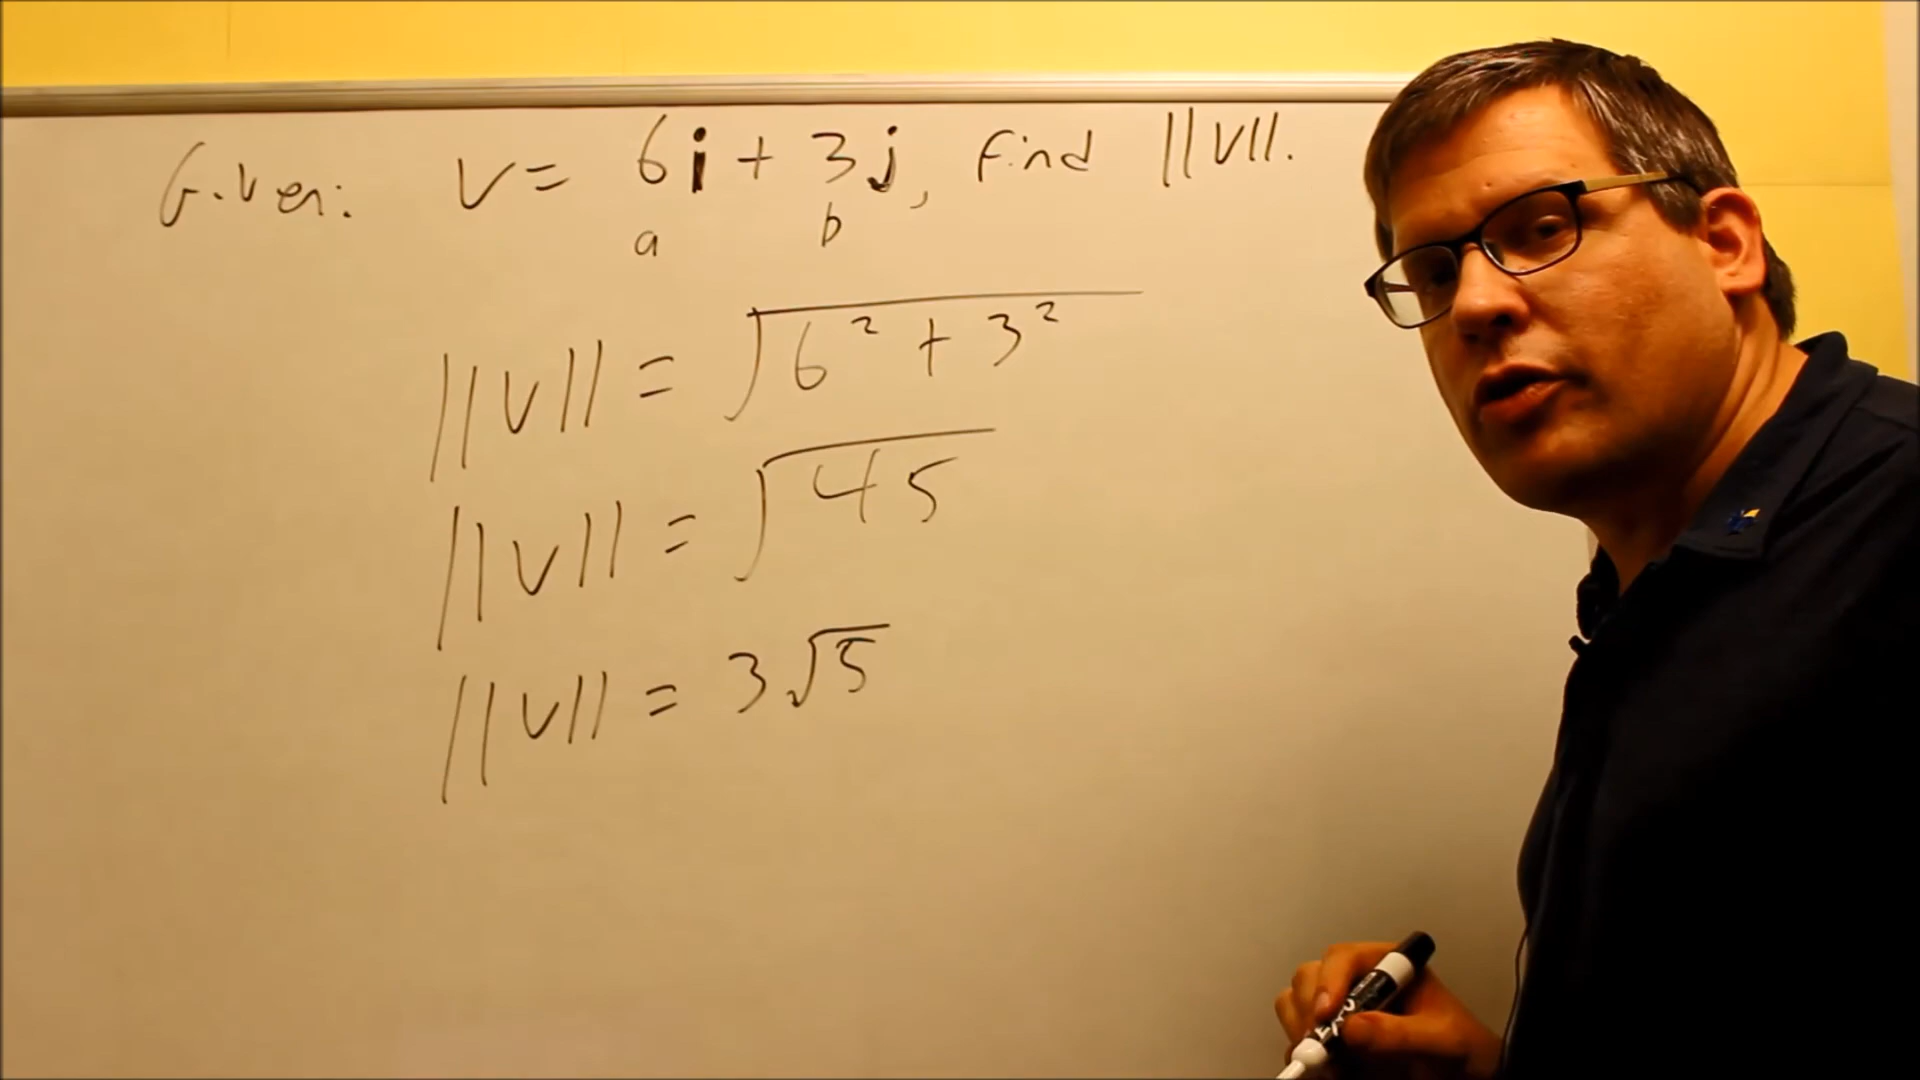 Given: V = 6i + 3j, find ||V||.
a b
||V|| = √6² + 3²
||V|| = √45
||V|| = 3√5